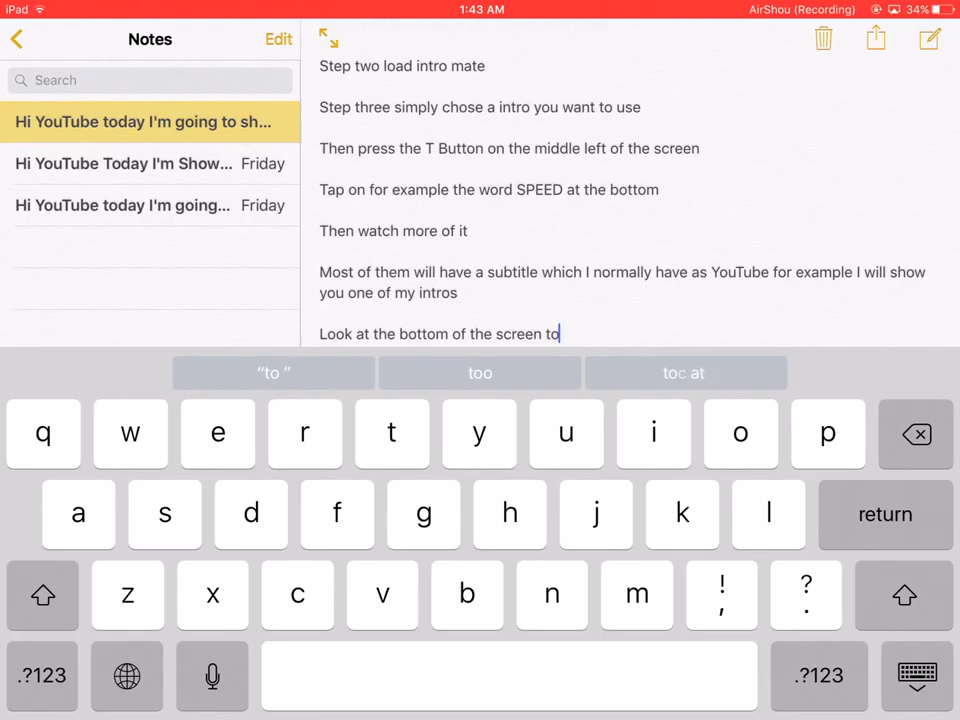 iPad 1:43 AM AirShou (Recording) 34%
Notes Edit
Search
Hi YouTube today I'm going to sh...
Hi YouTube Today I'm Show... Friday
Hi YouTube today I'm going... Friday
Step two load intro mate
Step three simply chose a intro you want to use
Then press the T Button on the middle left of the screen
Tap on for example the word SPEED at the bottom
Then watch more of it
Most of them will have a subtitle which I normally have as YouTube for example I will show
you one of my intros
Look at the bottom of the screen to
“to ” too toc at
q w e r t y u i o p
a s d f g h j k l return
z x c v b n m ! , ? .
.?123 .?123